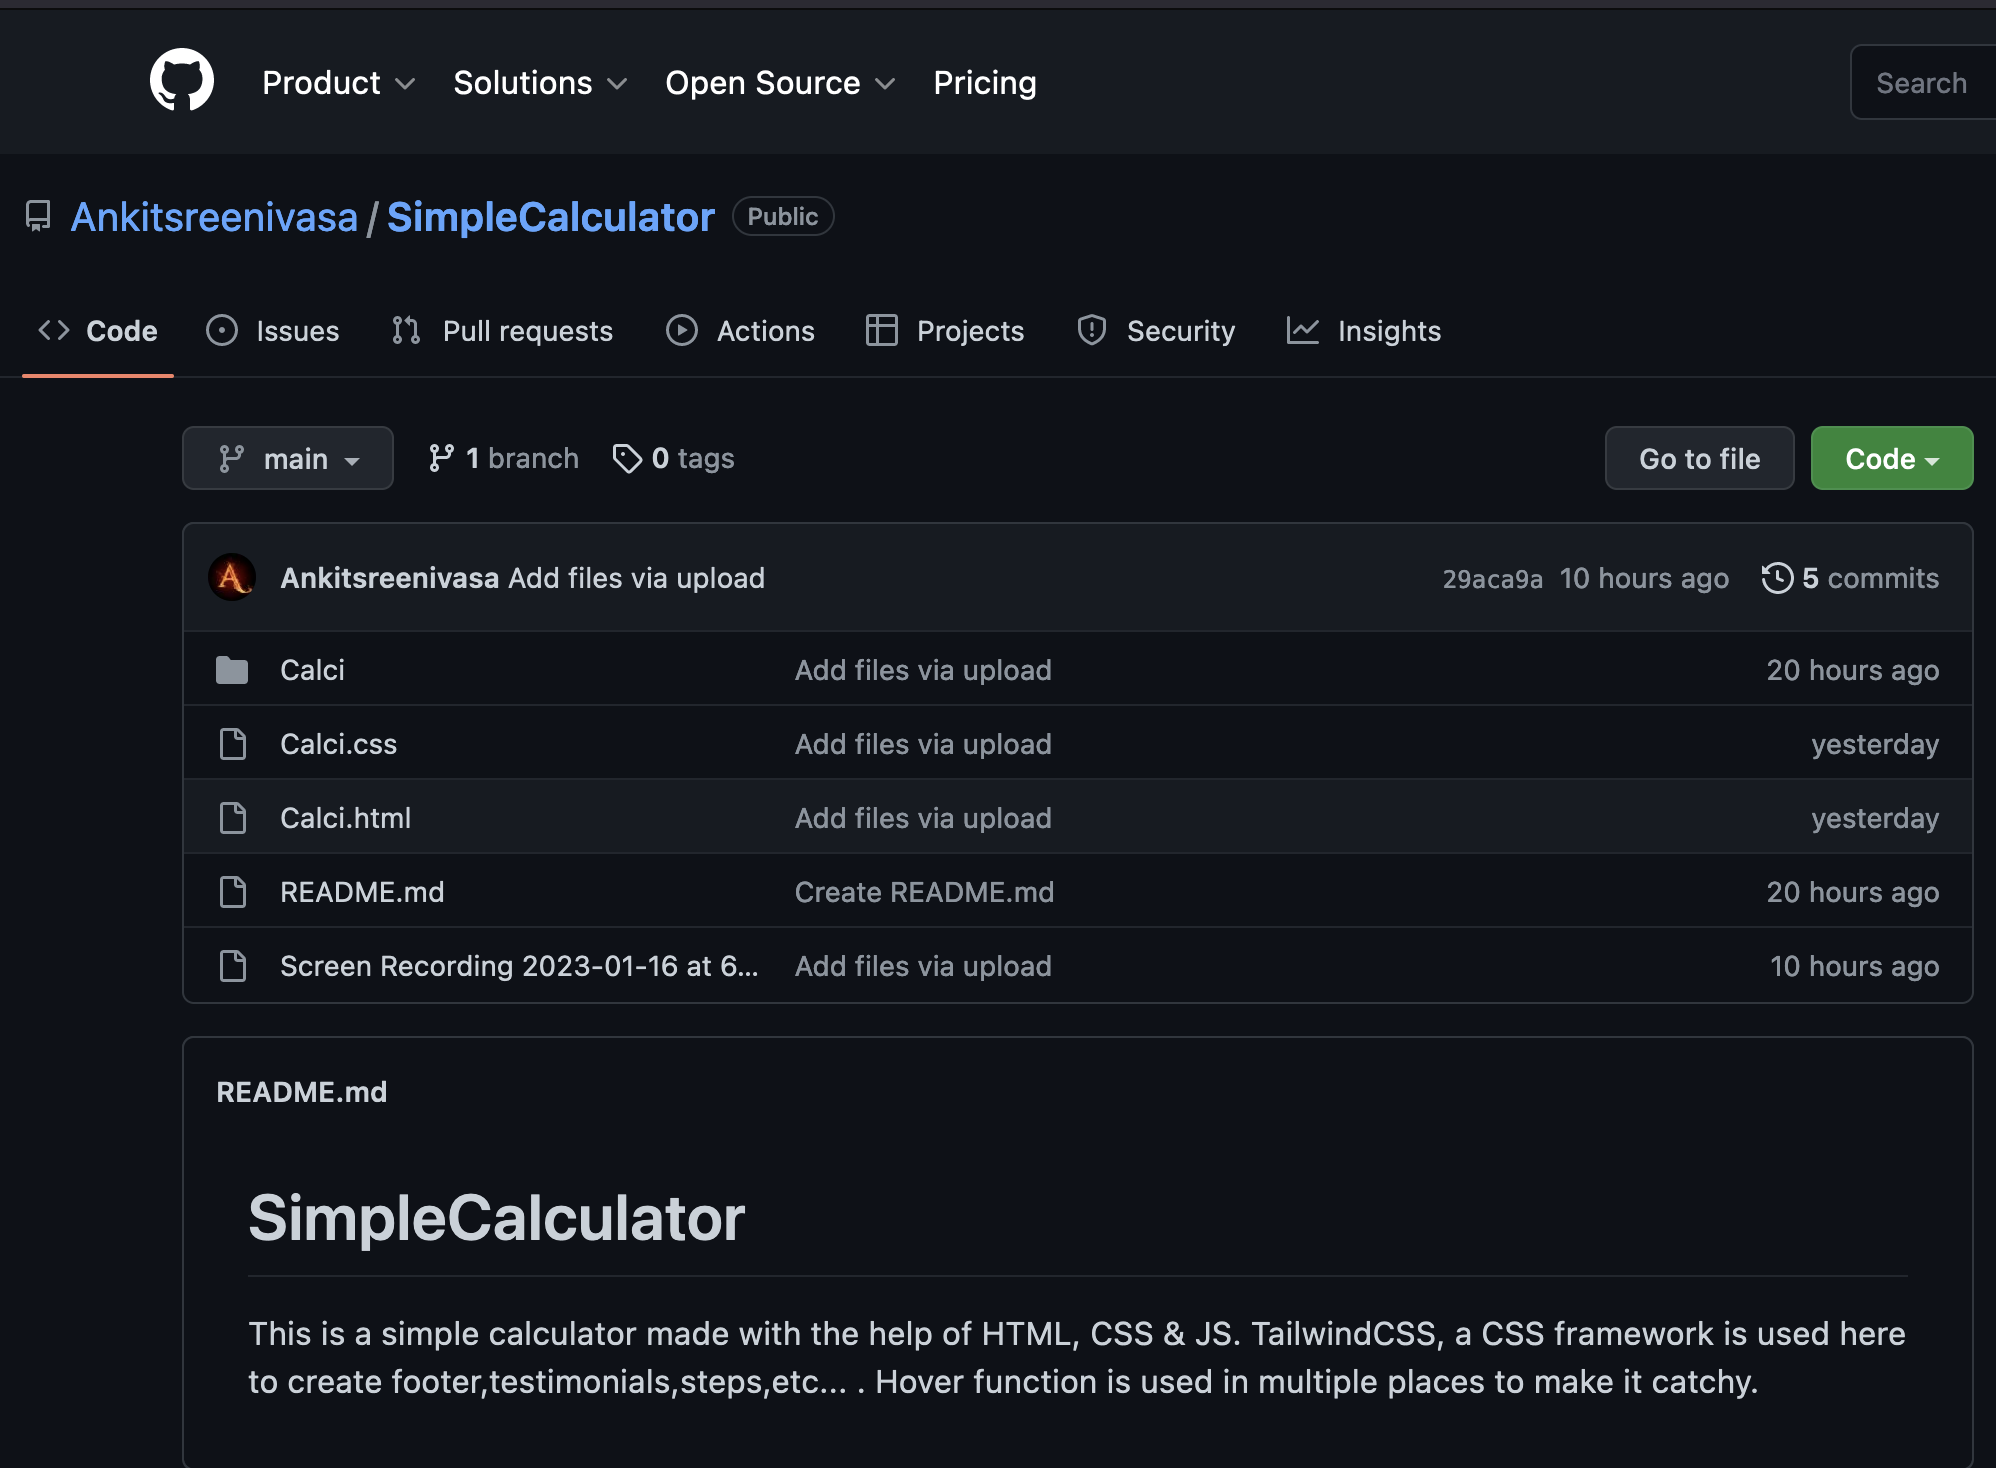 Product Solutions Open Source Pricing Search
Ankitsreenivasa / SimpleCalculator Public
Code Issues Pull requests Actions Projects Security Insights
main 1 branch 0 tags Go to file Code
Ankitsreenivasa Add files via upload 29aca9a 10 hours ago 5 commits
Calci Add files via upload 20 hours ago
Calci.css Add files via upload yesterday
Calci.html Add files via upload yesterday
README.md Create README.md 20 hours ago
Screen Recording 2023-01-16 at 6... Add files via upload 10 hours ago
README.md
SimpleCalculator
This is a simple calculator made with the help of HTML, CSS & JS. TailwindCSS, a CSS framework is used here
to create footer,testimonials,steps,etc... . Hover function is used in multiple places to make it catchy.